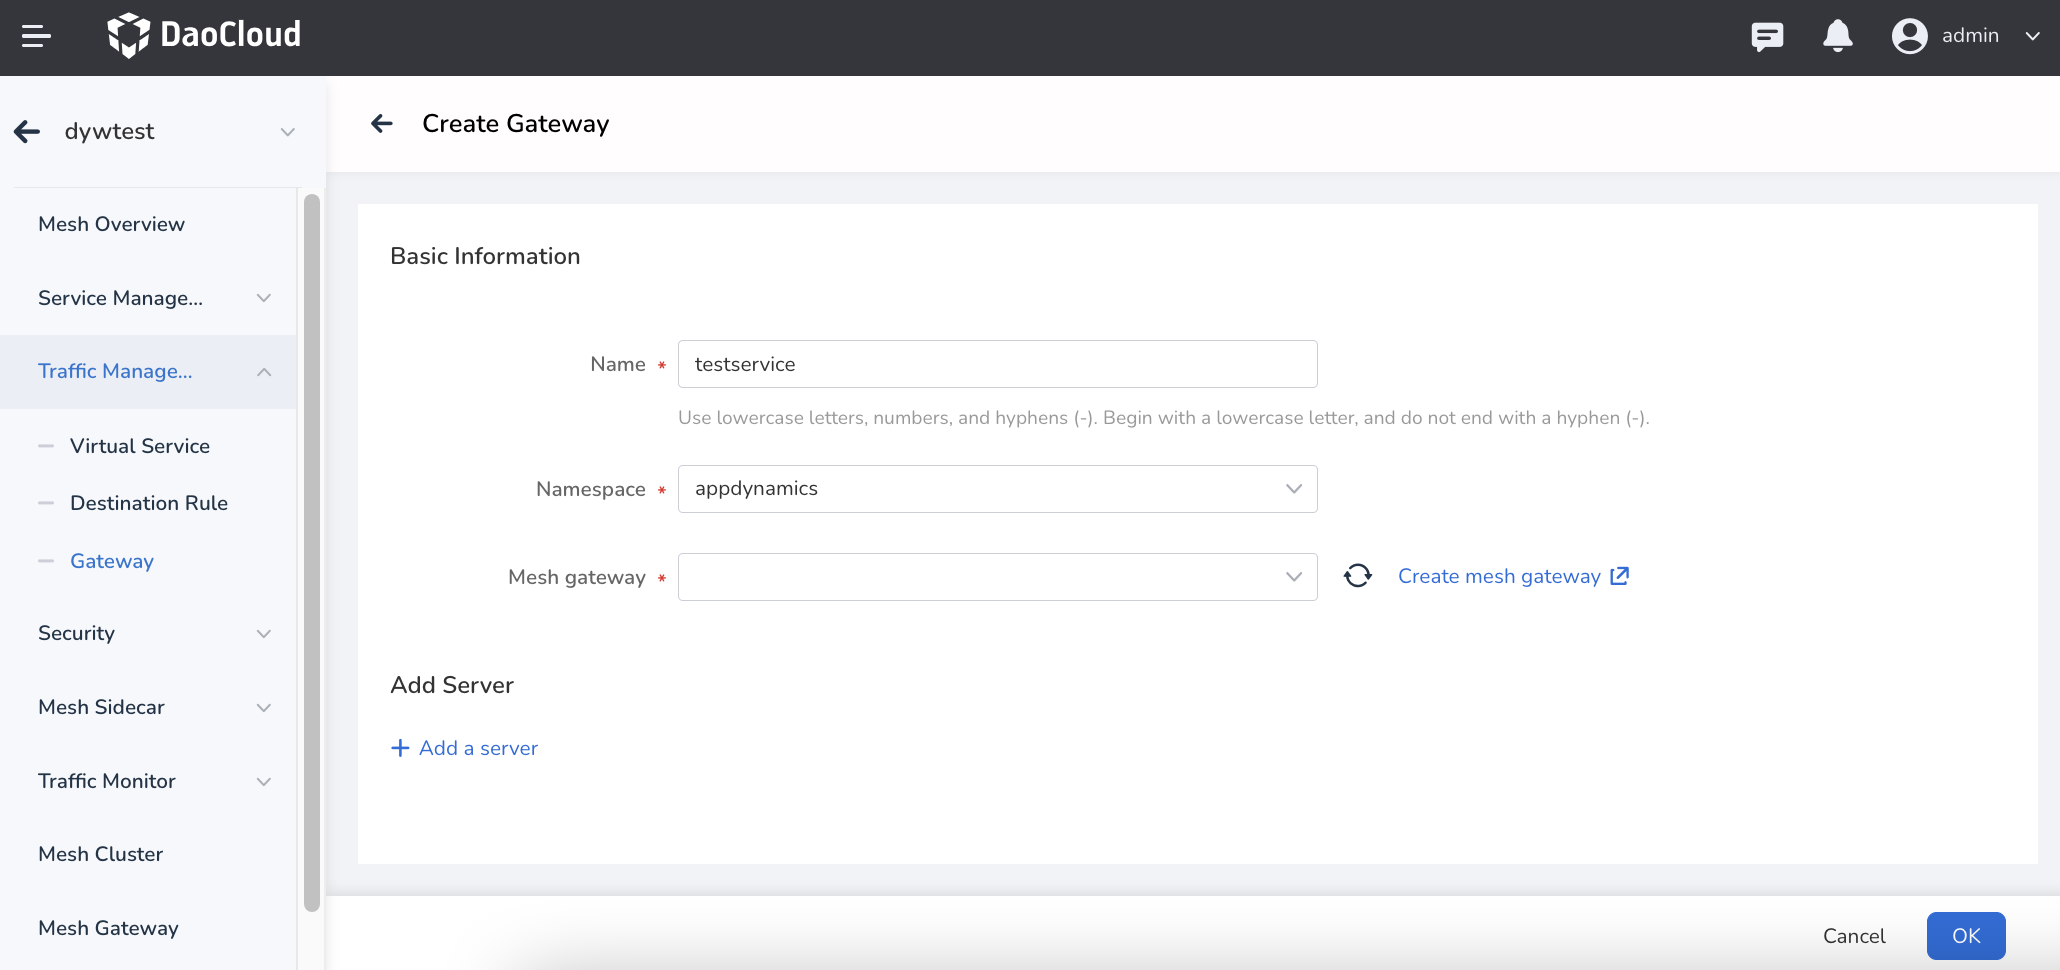 DaoCloud
admin
dywtest
Mesh Overview
Service Manage...
Traffic Manage...
Virtual Service
Destination Rule
Gateway
Security
Mesh Sidecar
Traffic Monitor
Mesh Cluster
Mesh Gateway
Create Gateway
Basic Information
Name * testservice
Use lowercase letters, numbers, and hyphens (-). Begin with a lowercase letter, and do not end with a hyphen (-).
Namespace * appdynamics
Mesh gateway * Create mesh gateway
Add Server
+ Add a server
Cancel OK